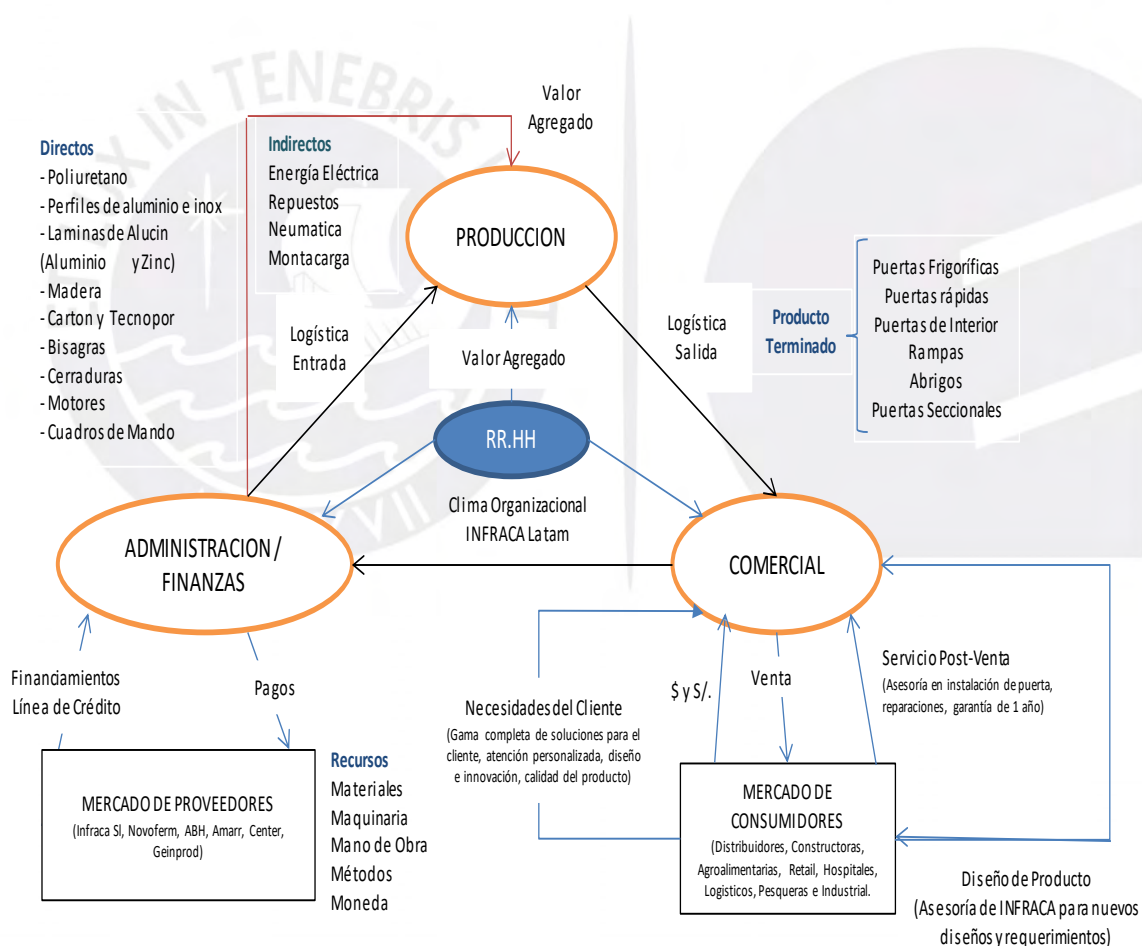 LUX IN TENEBRIS
VII
Valor
Agregado
Directos
- Poliuretano
- Perfiles de aluminio e inox
- Laminas de Alucin
(Aluminio y Zinc)
- Madera
- Carton y Tecnopor
- Bisagras
- Cerraduras
- Motores
- Cuadros de Mando
Indirectos
Energía Eléctrica
Repuestos
Neumatica
Montacarga
PRODUCCION
Logística
Entrada
Valor Agregado
Logística
Salida
Producto
Terminado
Puertas Frigoríficas
Puertas rápidas
Puertas de Interior
Rampas
Abrigos
Puertas Seccionales
RR.HH
Clima Organizacional
INFRACA Latam
ADMINISTRACION /
FINANZAS
COMERCIAL
Financiamientos
Línea de Crédito
Pagos
Necesidades del Cliente
(Gama completa de soluciones para el
cliente, atención personalizada, diseño
e innovación, calidad del producto)
$ y S/.
Venta
Servicio Post-Venta
(Asesoría en instalación de puerta,
reparaciones, garantía de 1 año)
MERCADO DE PROVEEDORES
(Infraca Sl, Novoferm, ABH, Amarr, Center,
Geinprod)
Recursos
Materiales
Maquinaria
Mano de Obra
Métodos
Moneda
MERCADO DE
CONSUMIDORES
(Distribuidores, Constructoras,
Agroalimentarias, Retail, Hospitales,
Logisticos, Pesqueras e Industrial.
Diseño de Producto
(Asesoría de INFRACA para nuevos
diseños y requerimientos)